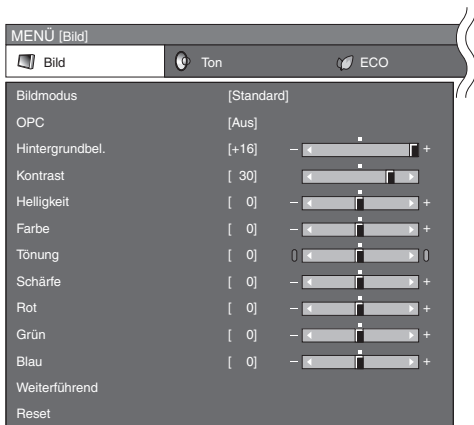 MENÜ [Bild]
Bild Ton ECO
Bildmodus [Standard]
OPC [Aus]
Hintergrundbel. [+16] – +
Kontrast [ 30]
Helligkeit [ 0] – +
Farbe [ 0] – +
Tönung [ 0]
Schärfe [ 0] – +
Rot [ 0] – +
Grün [ 0] – +
Blau [ 0] – +
Weiterführend
Reset